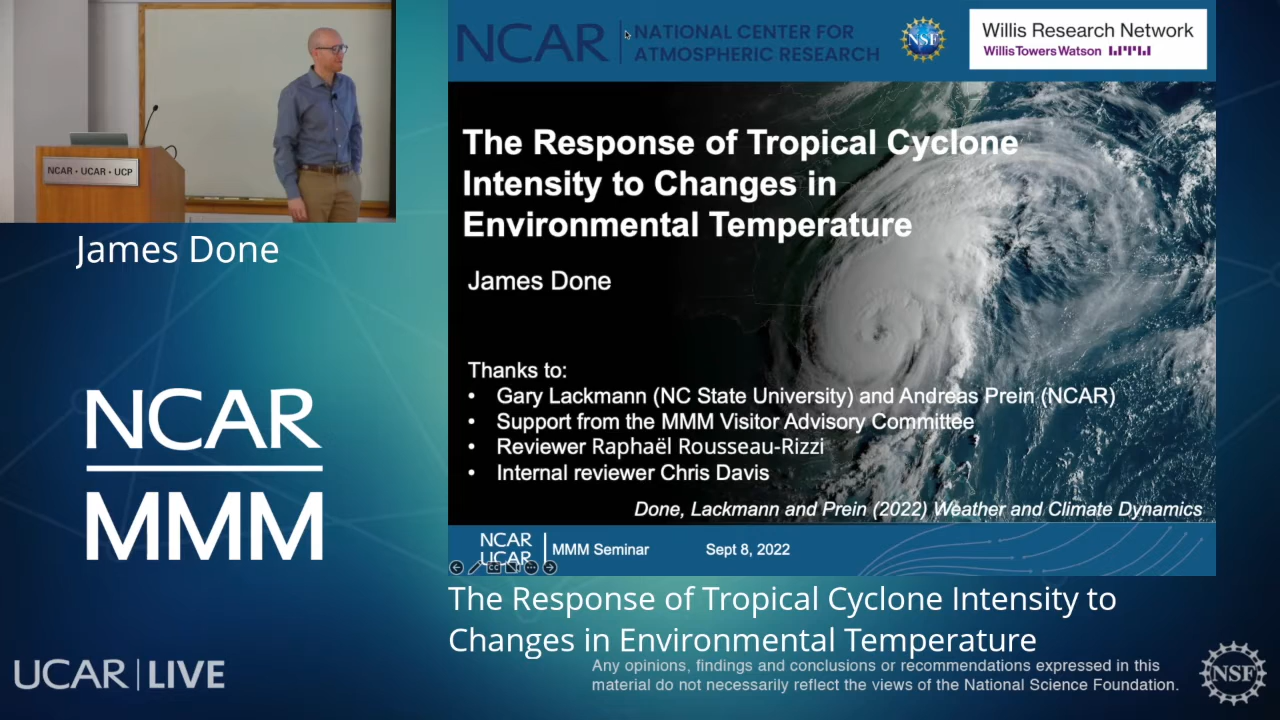 NCAR
NATIONAL CENTER FOR
ATMOSPHERIC RESEARCH
NSF
Willis Research Network
WillisTowersWatson
NCAR • UCAR • UCP
James Done
The Response of Tropical Cyclone
Intensity to Changes in
Environmental Temperature
James Done
Thanks to:
• Gary Lackmann (NC State University) and Andreas Prein (NCAR)
• Support from the MMM Visitor Advisory Committee
• Reviewer Raphaël Rousseau-Rizzi
• Internal reviewer Chris Davis
Done, Lackmann and Prein (2022) Weather and Climate Dynamics
NCAR
UCAR
MMM Seminar
Sept 8, 2022
NCAR
MMM
The Response of Tropical Cyclone Intensity to
Changes in Environmental Temperature
UCAR | LIVE
Any opinions, findings and conclusions or recommendations expressed in this
material do not necessarily reflect the views of the National Science Foundation.
NSF